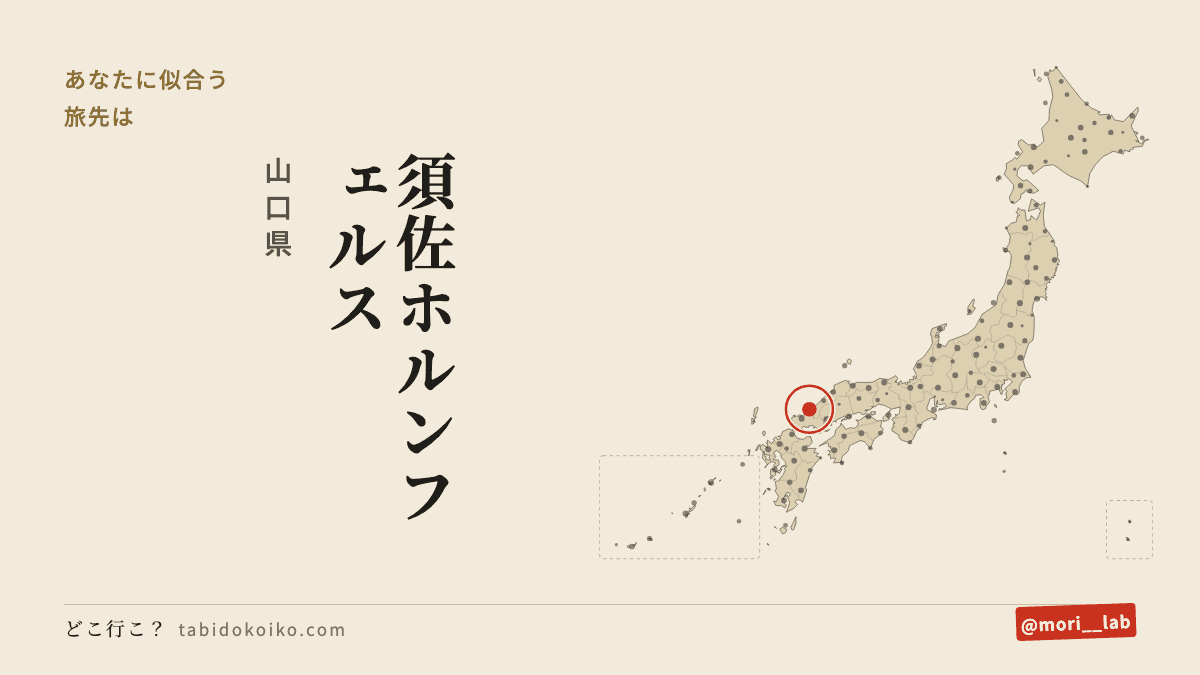 あなたに似合う
旅先は
須佐ホルンフ
ェルス
山口県
どこ行こ？ tabidokoiko.com
@mori__lab